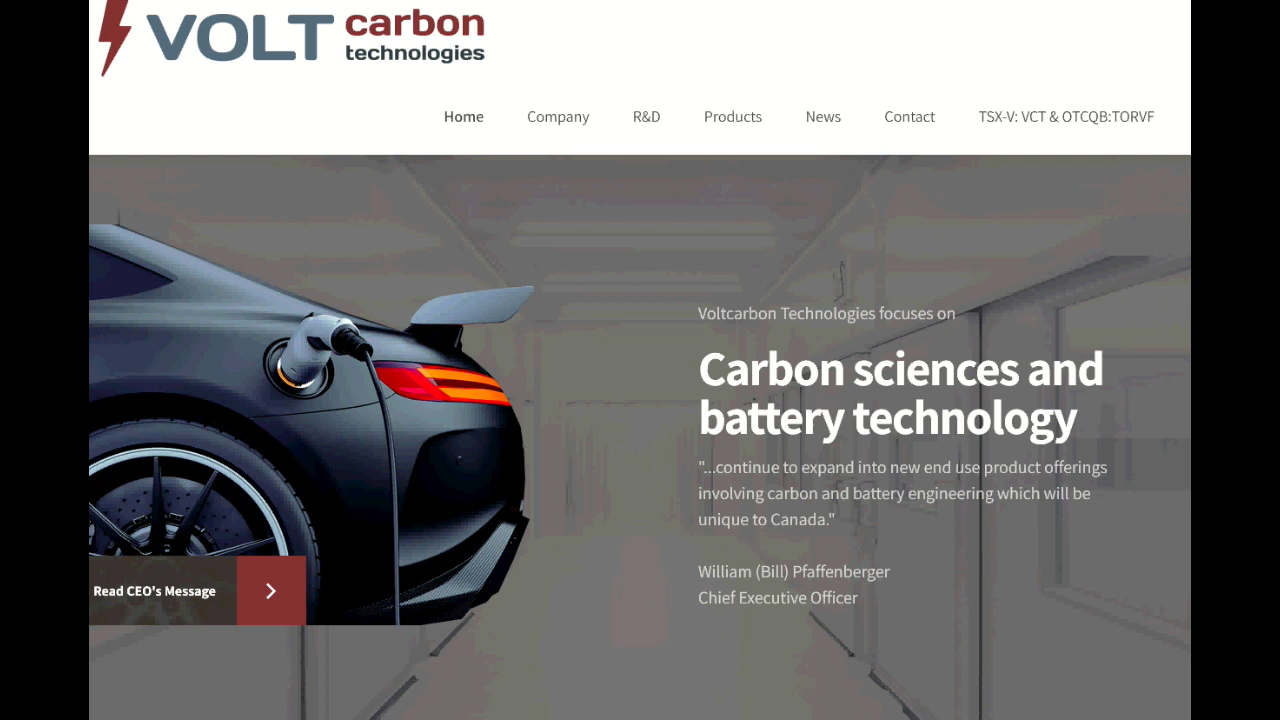 VOLT carbon
technologies
Home Company R&D Products News Contact TSX-V: VCT & OTCQB:TORVF
Voltcarbon Technologies focuses on
Carbon sciences and
battery technology
"...continue to expand into new end use product offerings
involving carbon and battery engineering which will be
unique to Canada."
William (Bill) Pfaffenberger
Chief Executive Officer
Read CEO's Message